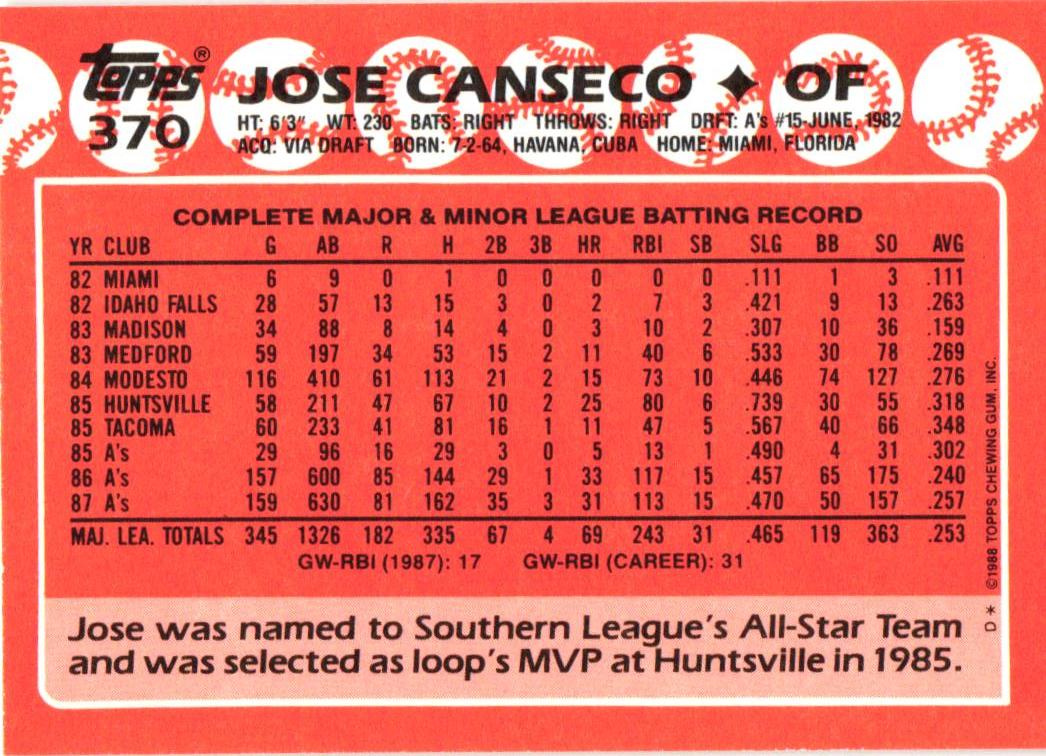 topps® JOSE CANSECO ✦ OF
370 HT: 6'3" WT: 230 BATS: RIGHT THROWS: RIGHT DRFT: A's #15-JUNE, 1982
ACQ: VIA DRAFT BORN: 7-2-64, HAVANA, CUBA HOME: MIAMI, FLORIDA
COMPLETE MAJOR & MINOR LEAGUE BATTING RECORD
YR CLUB G AB R H 2B 3B HR RBI SB SLG BB SO AVG
82 MIAMI 6 9 0 1 0 0 0 0 0 .111 1 3 .111
82 IDAHO FALLS 28 57 13 15 3 0 2 7 3 .421 9 13 .263
83 MADISON 34 88 8 14 4 0 3 10 2 .307 10 36 .159
83 MEDFORD 59 197 34 53 15 2 11 40 6 .533 30 78 .269
84 MODESTO 116 410 61 113 21 2 15 73 10 .446 74 127 .276
85 HUNTSVILLE 58 211 47 67 10 2 25 80 6 .739 30 55 .318
85 TACOMA 60 233 41 81 16 1 11 47 5 .567 40 66 .348
85 A's 29 96 16 29 3 0 5 13 1 .490 4 31 .302
86 A's 157 600 85 144 29 1 33 117 15 .457 65 175 .240
87 A's 159 630 81 162 35 3 31 113 15 .470 50 157 .257
MAJ. LEA. TOTALS 345 1326 182 335 67 4 69 243 31 .465 119 363 .253
GW-RBI (1987): 17 GW-RBI (CAREER): 31
Jose was named to Southern League's All-Star Team
and was selected as loop's MVP at Huntsville in 1985.
D* ©1988 TOPPS CHEWING GUM, INC.